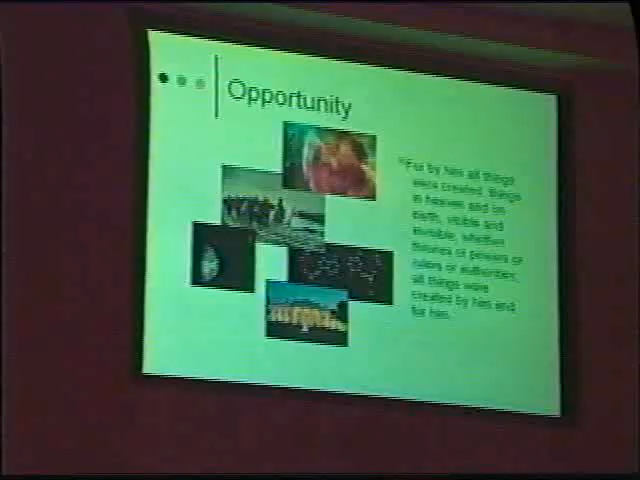 Opportunity
"For by him all things
were created: things
in heaven and on
earth, visible and
invisible, whether
thrones or powers or
rulers or authorities;
all things were
created by him and
for him.